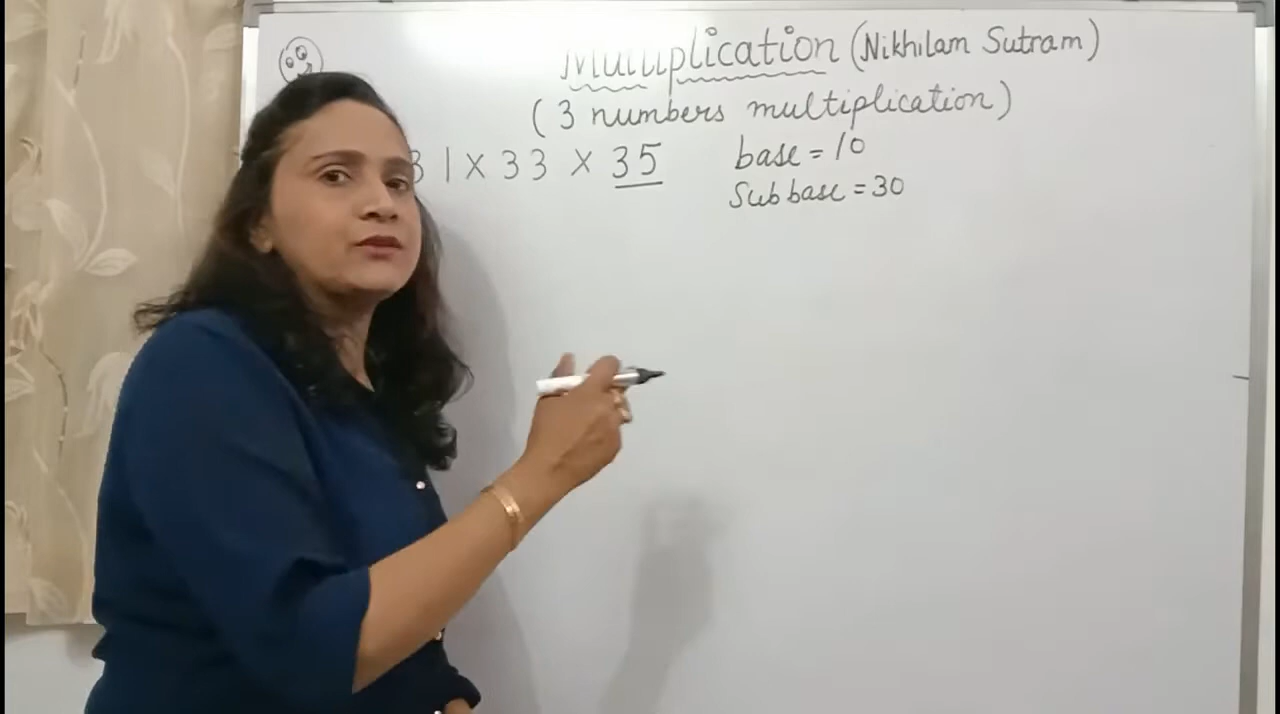 Multiplication (Nikhilam Sutram)
(3 numbers multiplication)
31 x 33 x 35
base = 10
Sub base = 30